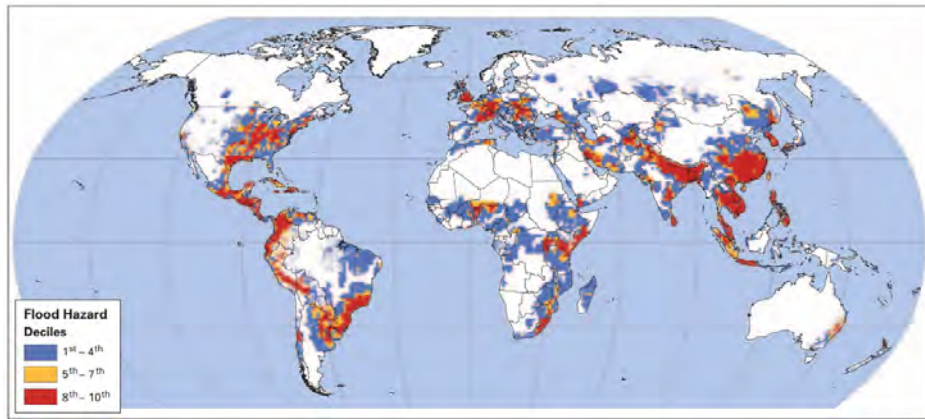 Flood Hazard
Deciles
1st – 4th
5th – 7th
8th – 10th